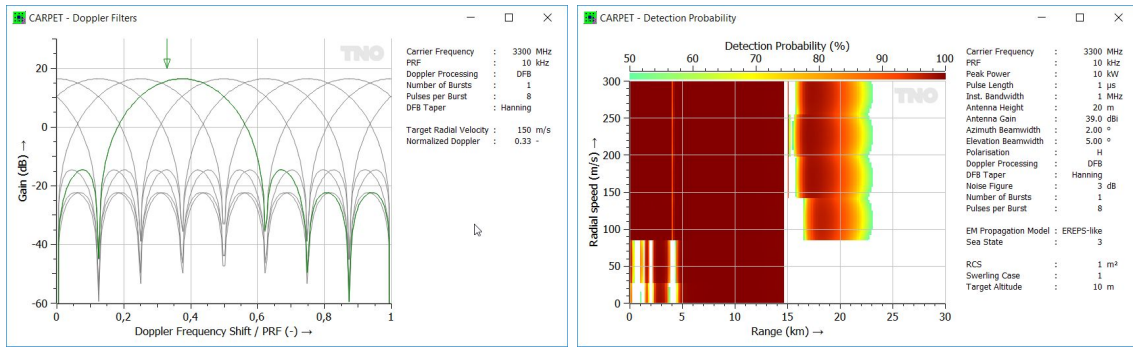 CARPET - Doppler Filters
TNO
Gain (dB) →
20
0
-20
-40
-60
0
0,2
0,4
0,6
0,8
1
Doppler Frequency Shift / PRF (-) →
Carrier Frequency : 3300 MHz
PRF : 10 kHz
Doppler Processing : DFB
Number of Bursts : 1
Pulses per Burst : 8
DFB Taper : Hanning
Target Radial Velocity : 150 m/s
Normalized Doppler : 0.33 -
CARPET - Detection Probability
Detection Probability (%)
50 60 70 80 90 100
TNO
Radial speed (m/s) →
300
250
200
150
100
50
0
0 5 10 15 20 25 30
Range (km) →
Carrier Frequency : 3300 MHz
PRF : 10 kHz
Peak Power : 10 kW
Pulse Length : 1 µs
Inst. Bandwidth : 1 MHz
Antenna Height : 20 m
Antenna Gain : 39.0 dBi
Azimuth Beamwidth : 2.00 °
Elevation Beamwidth : 5.00 °
Polarisation : H
Doppler Processing : DFB
DFB Taper : Hanning
Noise Figure : 3 dB
Number of Bursts : 1
Pulses per Burst : 8
EM Propagation Model : EREPS-like
Sea State : 3
RCS : 1 m²
Swerling Case : 1
Target Altitude : 10 m